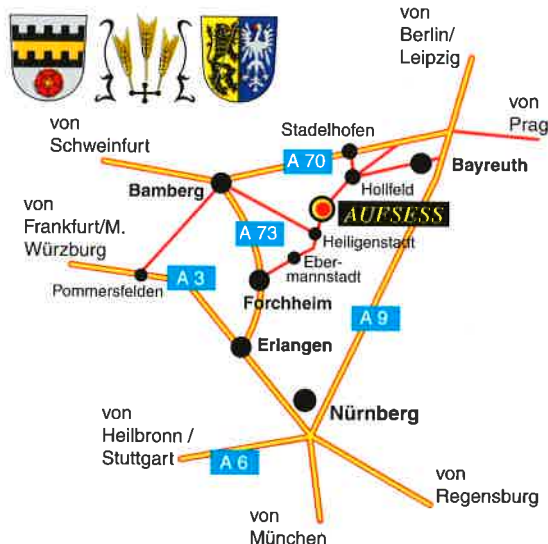 von
Berlin/
Leipzig
von
Prag
von
Schweinfurt
Stadelhofen
A 70
Bayreuth
Bamberg
Hollfeld
von
Frankfurt/M.
Würzburg
AUFSESS
A 73
Heiligenstadt
Eber-
mannstadt
A 3
Pommersfelden
Forchheim
A 9
Erlangen
Nürnberg
von
Heilbronn /
Stuttgart
A 6
von
Regensburg
von
München